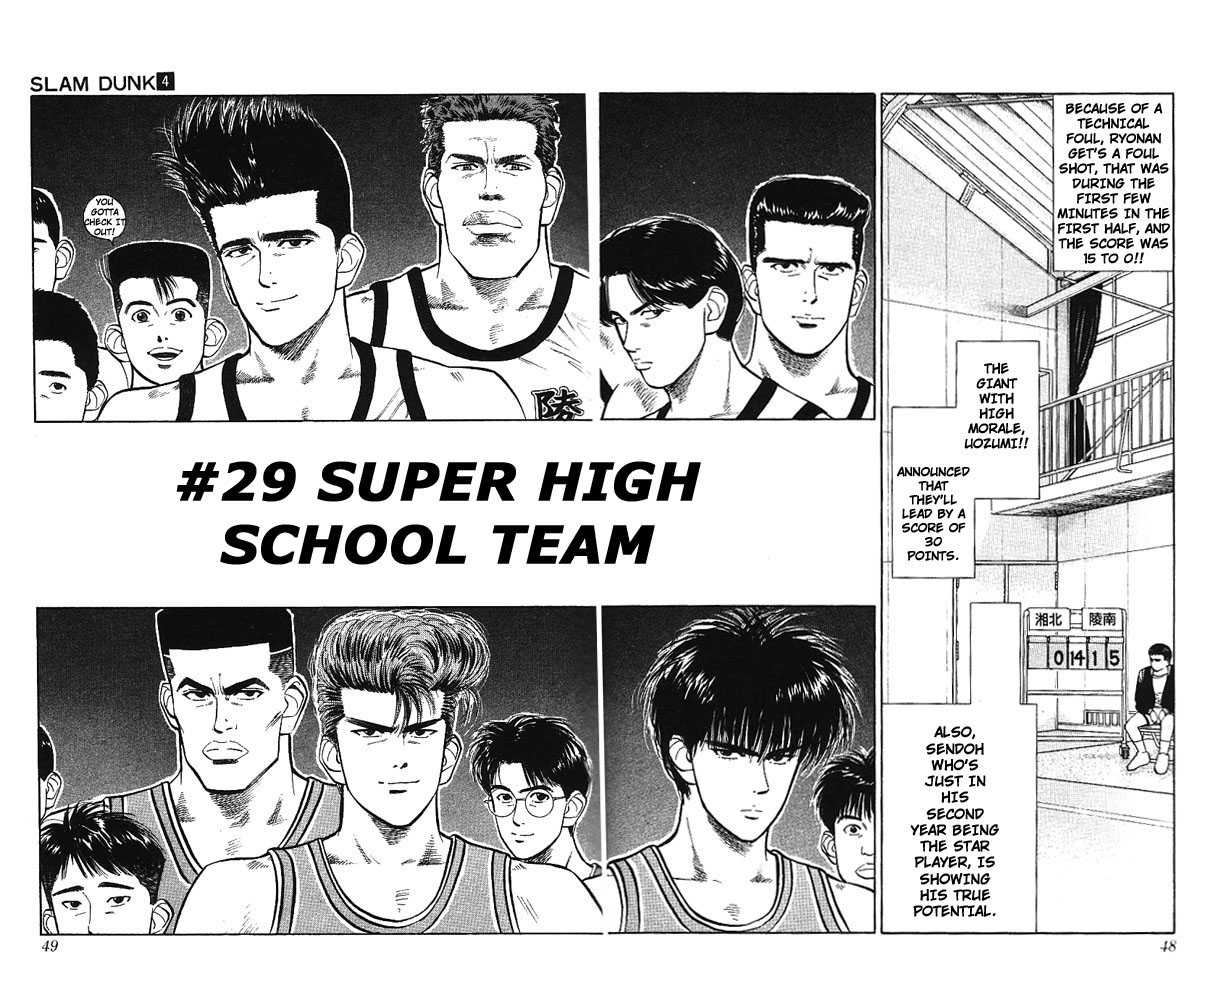 SLAM DUNK 4
BECAUSE OF A
TECHNICAL
FOUL, RYONAN
GET'S A FOUL
SHOT, THAT WAS
DURING THE
FIRST FEW
MINUTES IN THE
FIRST HALF, AND
THE SCORE WAS
15 TO 0!!
THE
GIANT
WITH
HIGH
MORALE,
UOZUMI!!
ANNOUNCED
THAT
THEY'LL
LEAD BY A
SCORE OF
30
POINTS.
湘北 陵南
0 14 1 5
ALSO,
SENDOH
WHO'S
JUST IN
HIS
SECOND
YEAR BEING
THE STAR
PLAYER, IS
SHOWING
HIS TRUE
POTENTIAL.
48
YOU
GOTTA
CHECK IT
OUT!
陵
#29 SUPER HIGH
SCHOOL TEAM
49